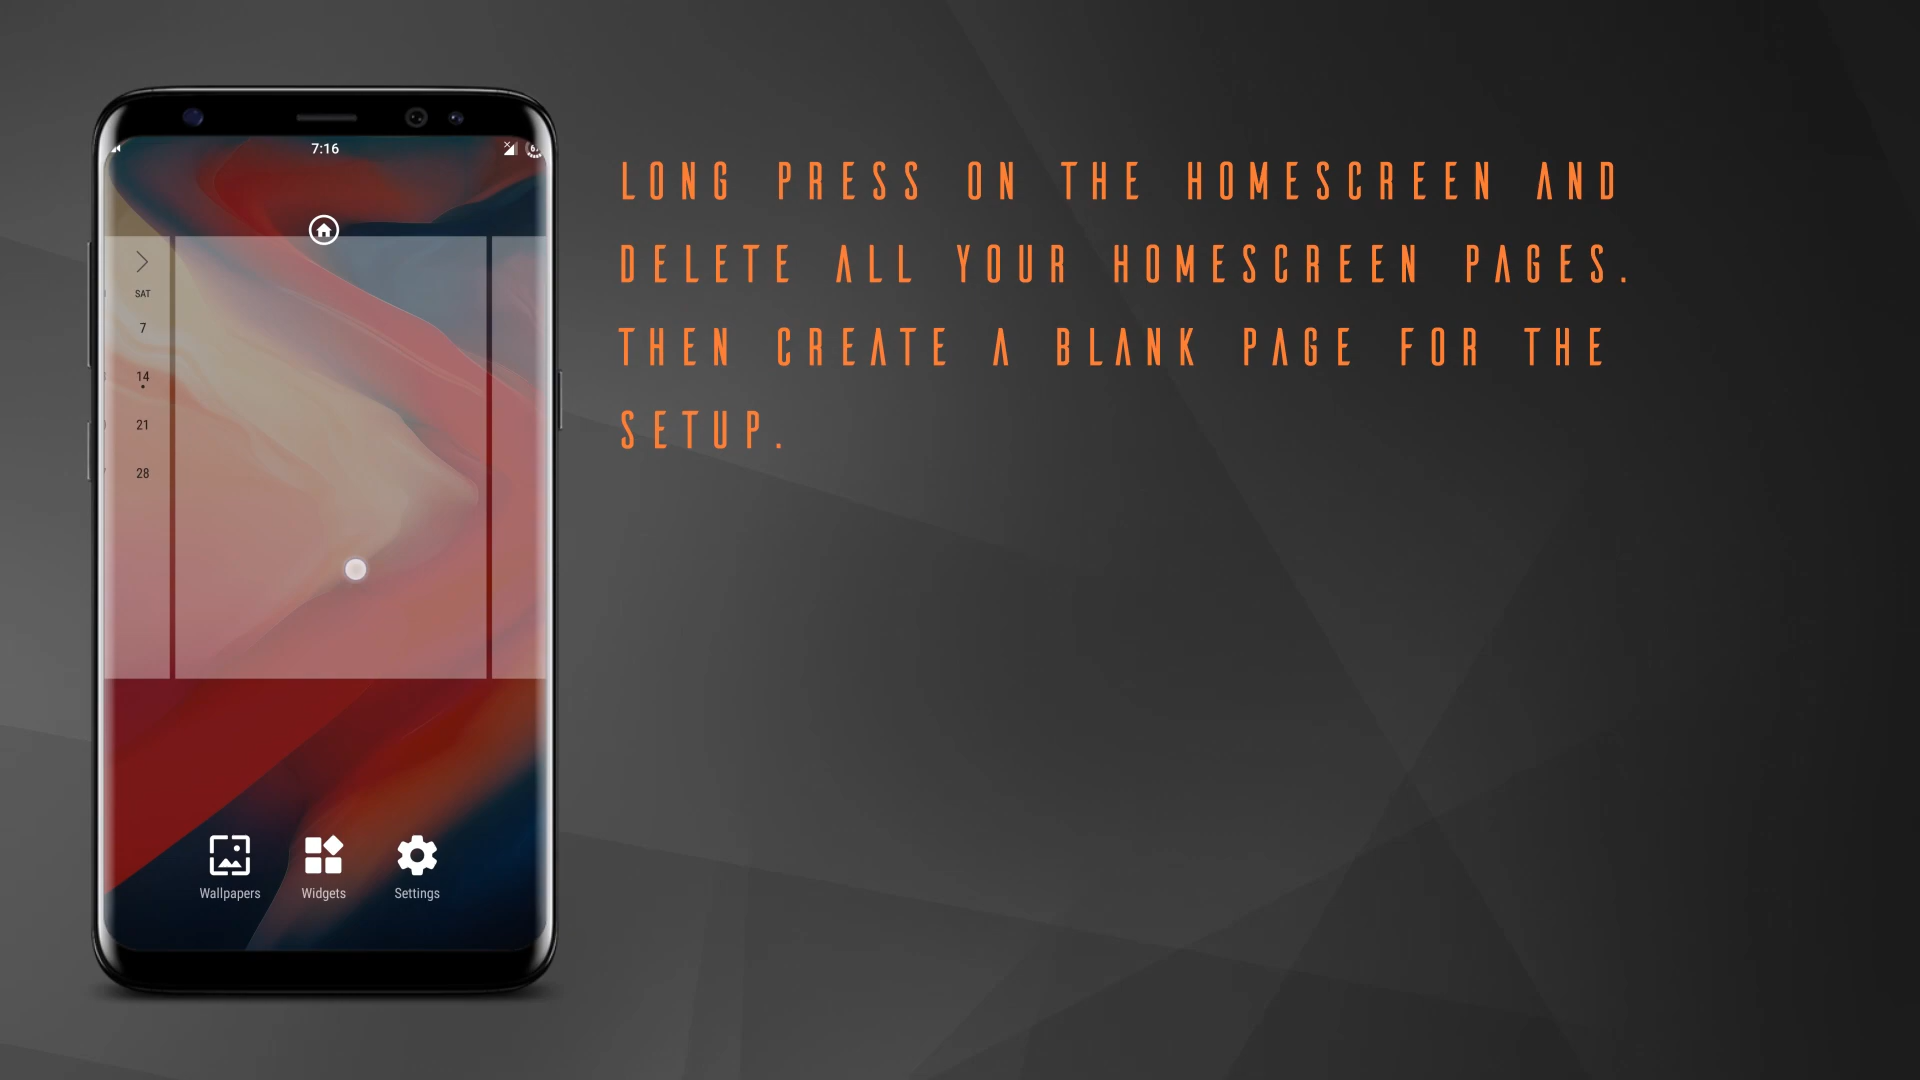 7:16
LONG PRESS ON THE HOMESCREEN AND
DELETE ALL YOUR HOMESCREEN PAGES.
THEN CREATE A BLANK PAGE FOR THE
SETUP.
SAT
7
14
21
28
Wallpapers Widgets Settings